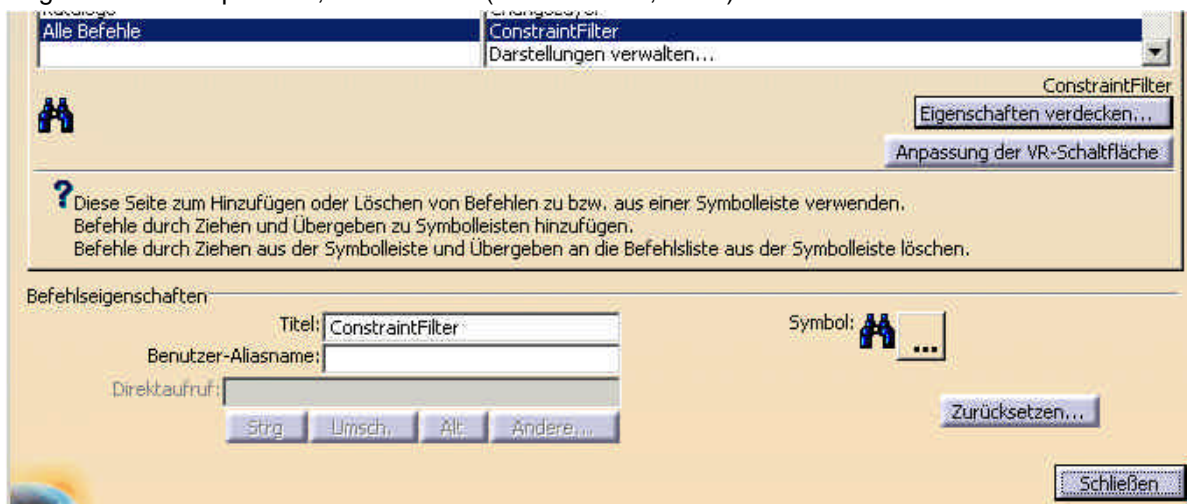 Alle Befehle
ConstraintFilter
Darstellungen verwalten...
ConstraintFilter
Eigenschaften verdecken...
Anpassung der VR-Schaltfläche
?
Diese Seite zum Hinzufügen oder Löschen von Befehlen zu bzw. aus einer Symbolleiste verwenden.
Befehle durch Ziehen und Übergeben zu Symbolleisten hinzufügen.
Befehle durch Ziehen aus der Symbolleiste und Übergeben an die Befehlsliste aus der Symbolleiste löschen.
Befehlseigenschaften
Titel: ConstraintFilter
Symbol: ...
Benutzer-Aliasname:
Direktaufruf:
Strg Umsch. Alt Andere...
Zurücksetzen...
Schließen